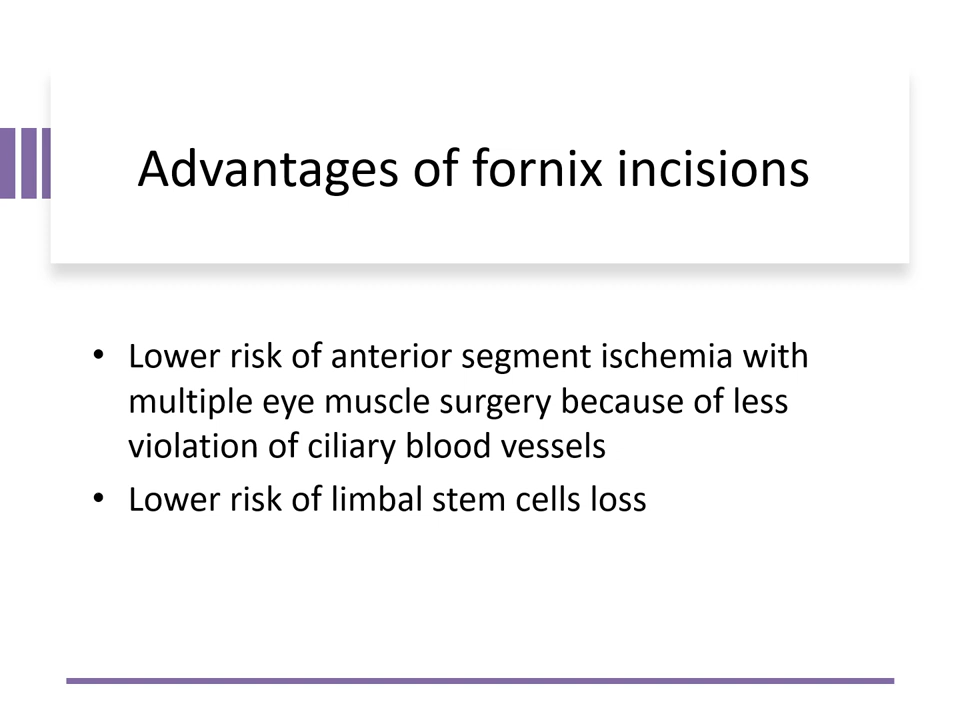 Advantages of fornix incisions
• Lower risk of anterior segment ischemia with
multiple eye muscle surgery because of less
violation of ciliary blood vessels
• Lower risk of limbal stem cells loss